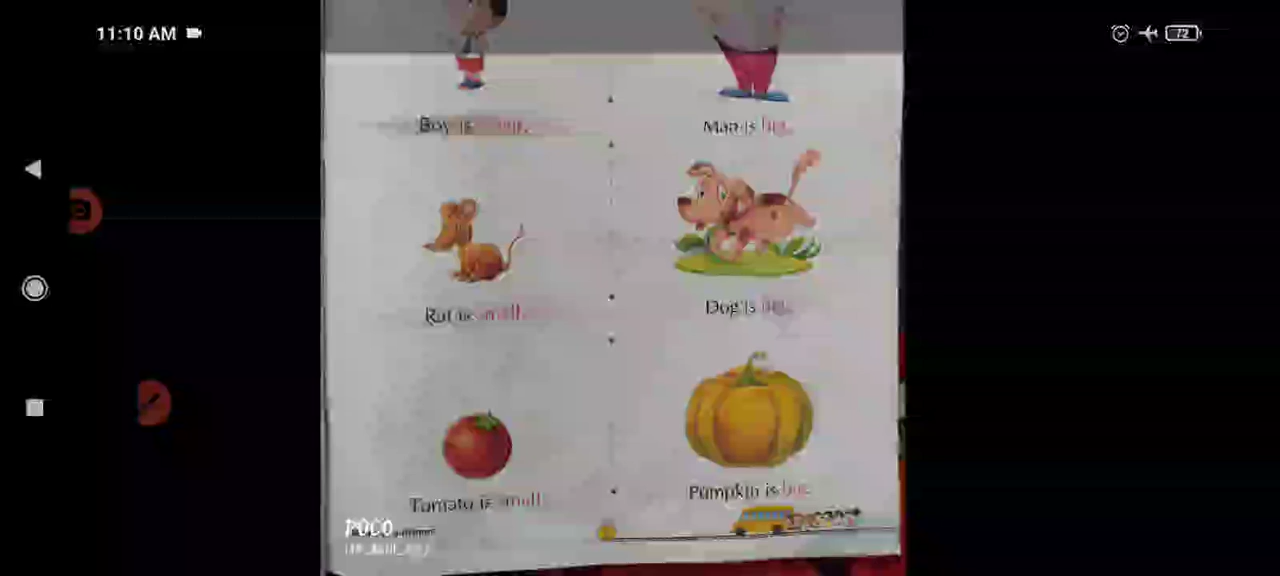 11:10 AM
72
Boy is small.
Man is big.
Rat is small.
Dog is big.
Tomato is small.
Pumpkin is big.
POCO